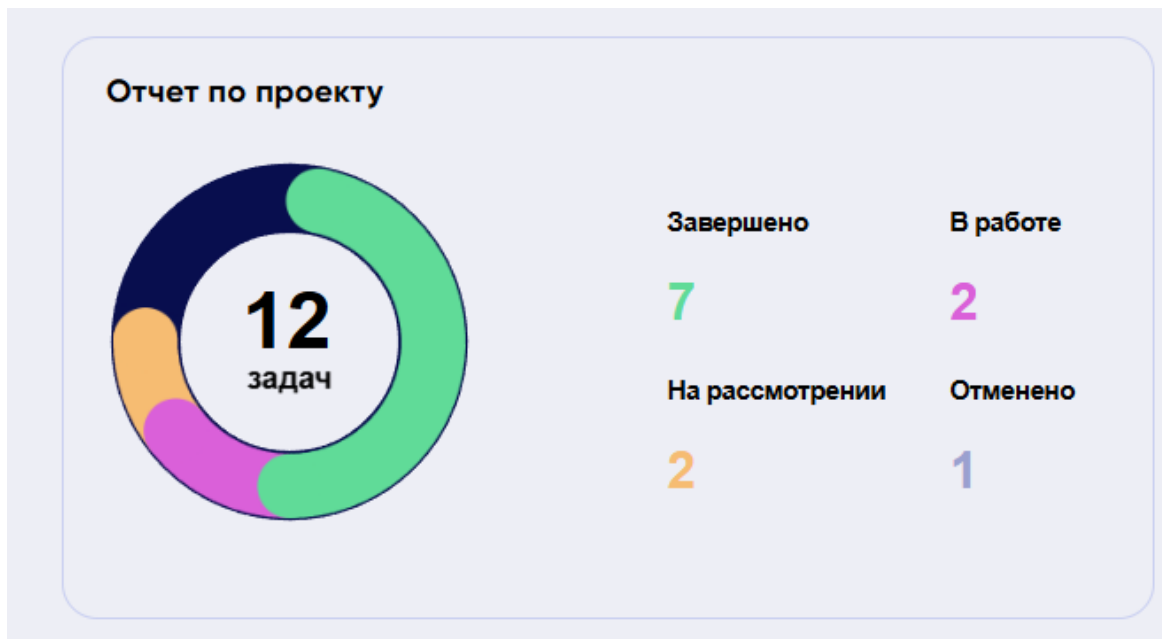 Отчет по проекту
12
задач
Завершено
В работе
7
2
На рассмотрении
Отменено
2
1